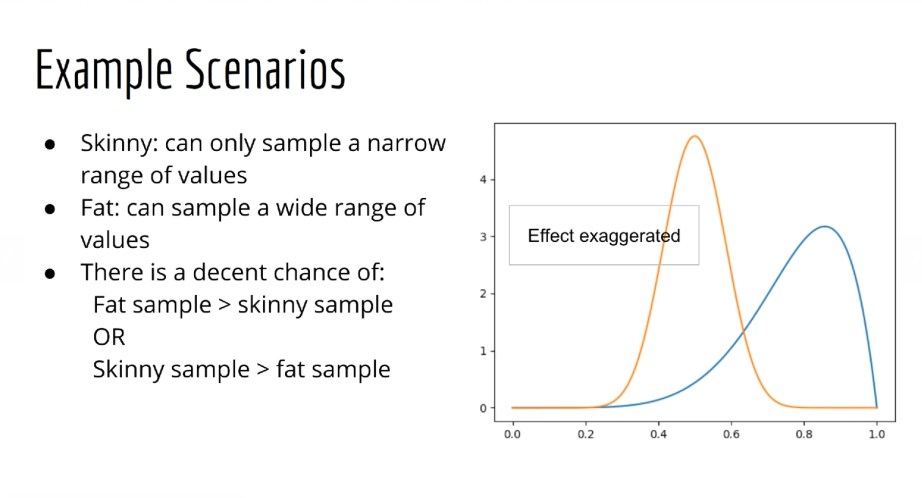 Example Scenarios
● Skinny: can only sample a narrow
range of values
● Fat: can sample a wide range of
values
● There is a decent chance of:
Fat sample > skinny sample
OR
Skinny sample > fat sample
Effect exaggerated
4
3
2
1
0
0.0 0.2 0.4 0.6 0.8 1.0